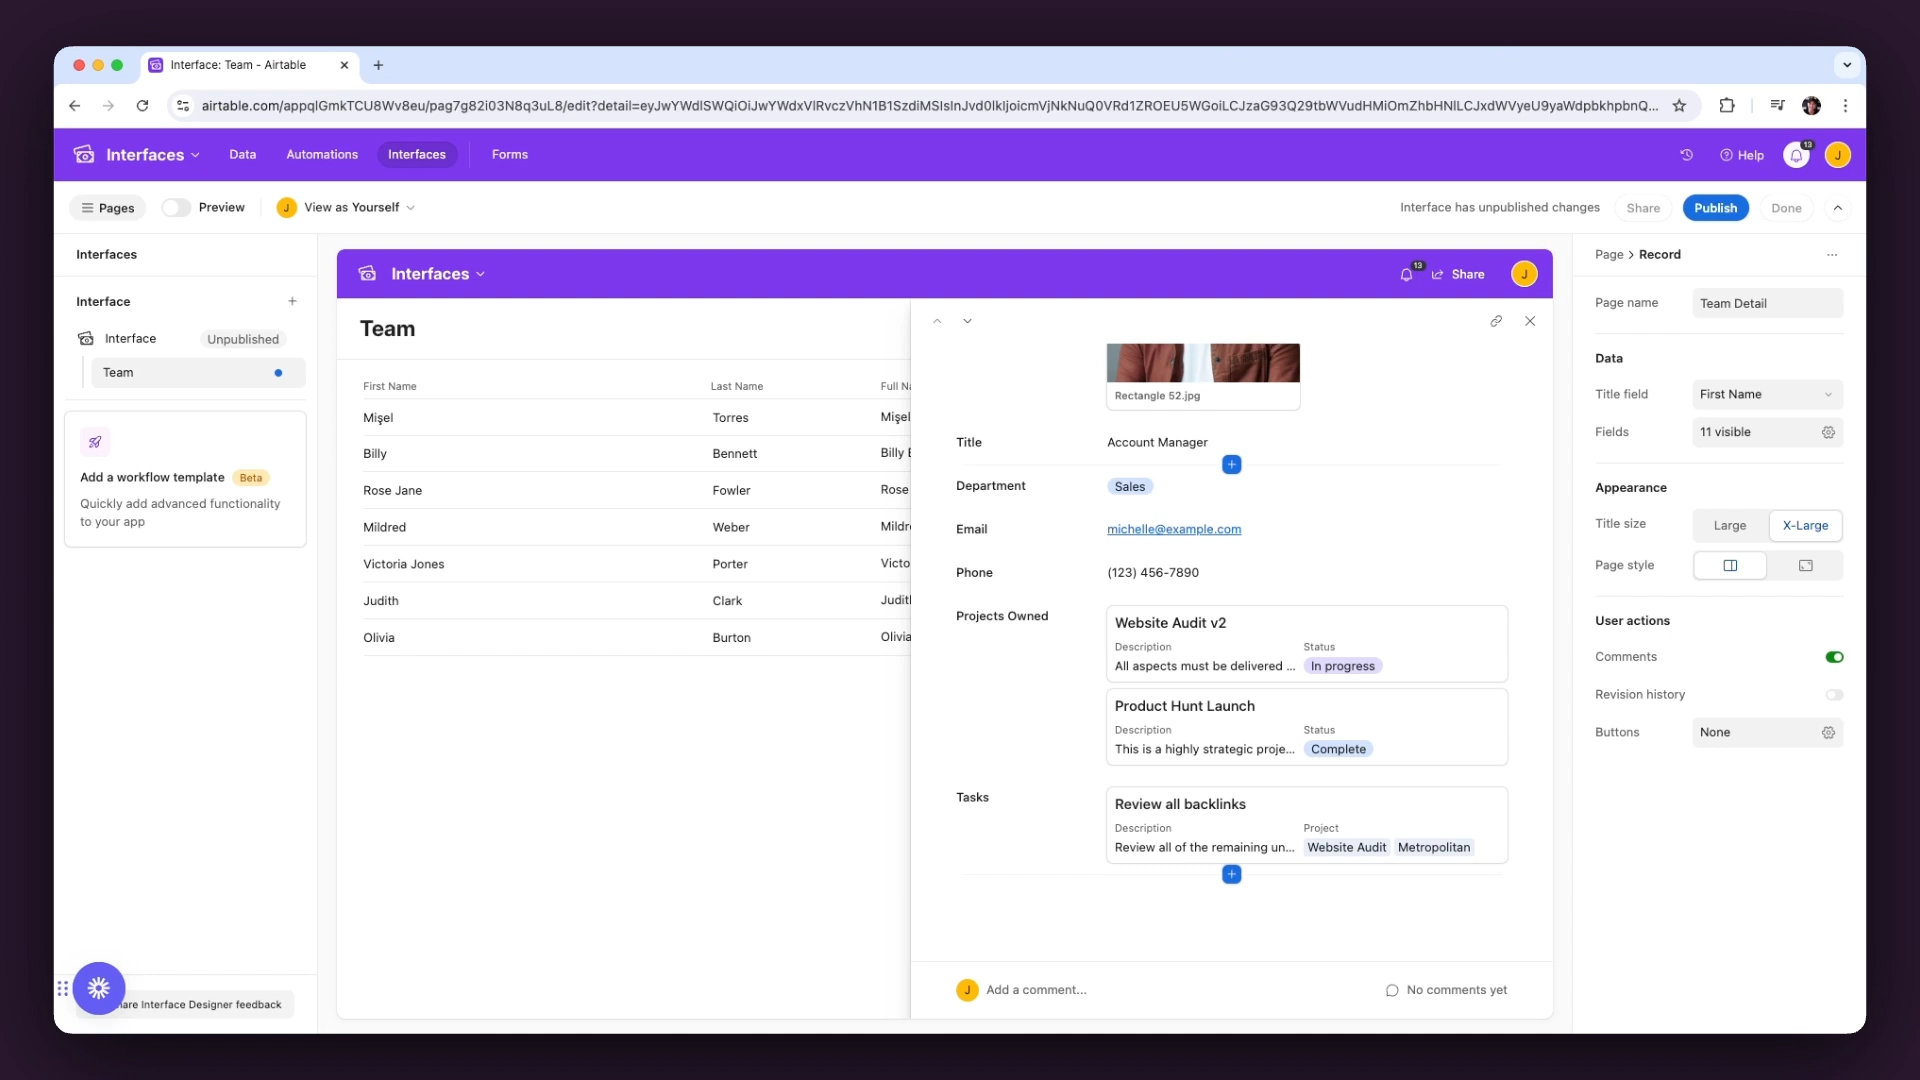 Interface: Team - Airtable
airtable.com/appqlGmkTCU8Wv8eu/pag7g82i03N8q3uL8/edit?detail=eyJwYWdlSWQiOiJwYWdxVlRvczVhN1B1SzdiMSIsInJvd0lkIjoicmVjNkNuQ0VRd1ZROEU5WGoiLCJzaG93Q29tbWVudHMiOmZhbHNlLCJxdWVyeU9yaWdpbkhpbnQ...
Interfaces
Data
Automations
Interfaces
Forms
Help
13
J
Pages
Preview
J
View as Yourself
Interface has unpublished changes
Share
Publish
Done
Interfaces
Interface
Interface
Unpublished
Team
Add a workflow template
Beta
Quickly add advanced functionality
to your app
hare Interface Designer feedback
Interfaces
13
Share
J
Team
First Name Last Name Full Na
Mişel Torres Mişel
Billy Bennett Billy B
Rose Jane Fowler Rose
Mildred Weber Mildre
Victoria Jones Porter Victo
Judith Clark Judith
Olivia Burton Olivia
Rectangle 52.jpg
Title Account Manager
Department Sales
Email michelle@example.com
Phone (123) 456-7890
Projects Owned
Website Audit v2
Description Status
All aspects must be delivered ... In progress
Product Hunt Launch
Description Status
This is a highly strategic proje... Complete
Tasks
Review all backlinks
Description Project
Review all of the remaining un... Website Audit Metropolitan
J
Add a comment...
No comments yet
Page > Record
Page name Team Detail
Data
Title field First Name
Fields 11 visible
Appearance
Title size Large X-Large
Page style
User actions
Comments
Revision history
Buttons None